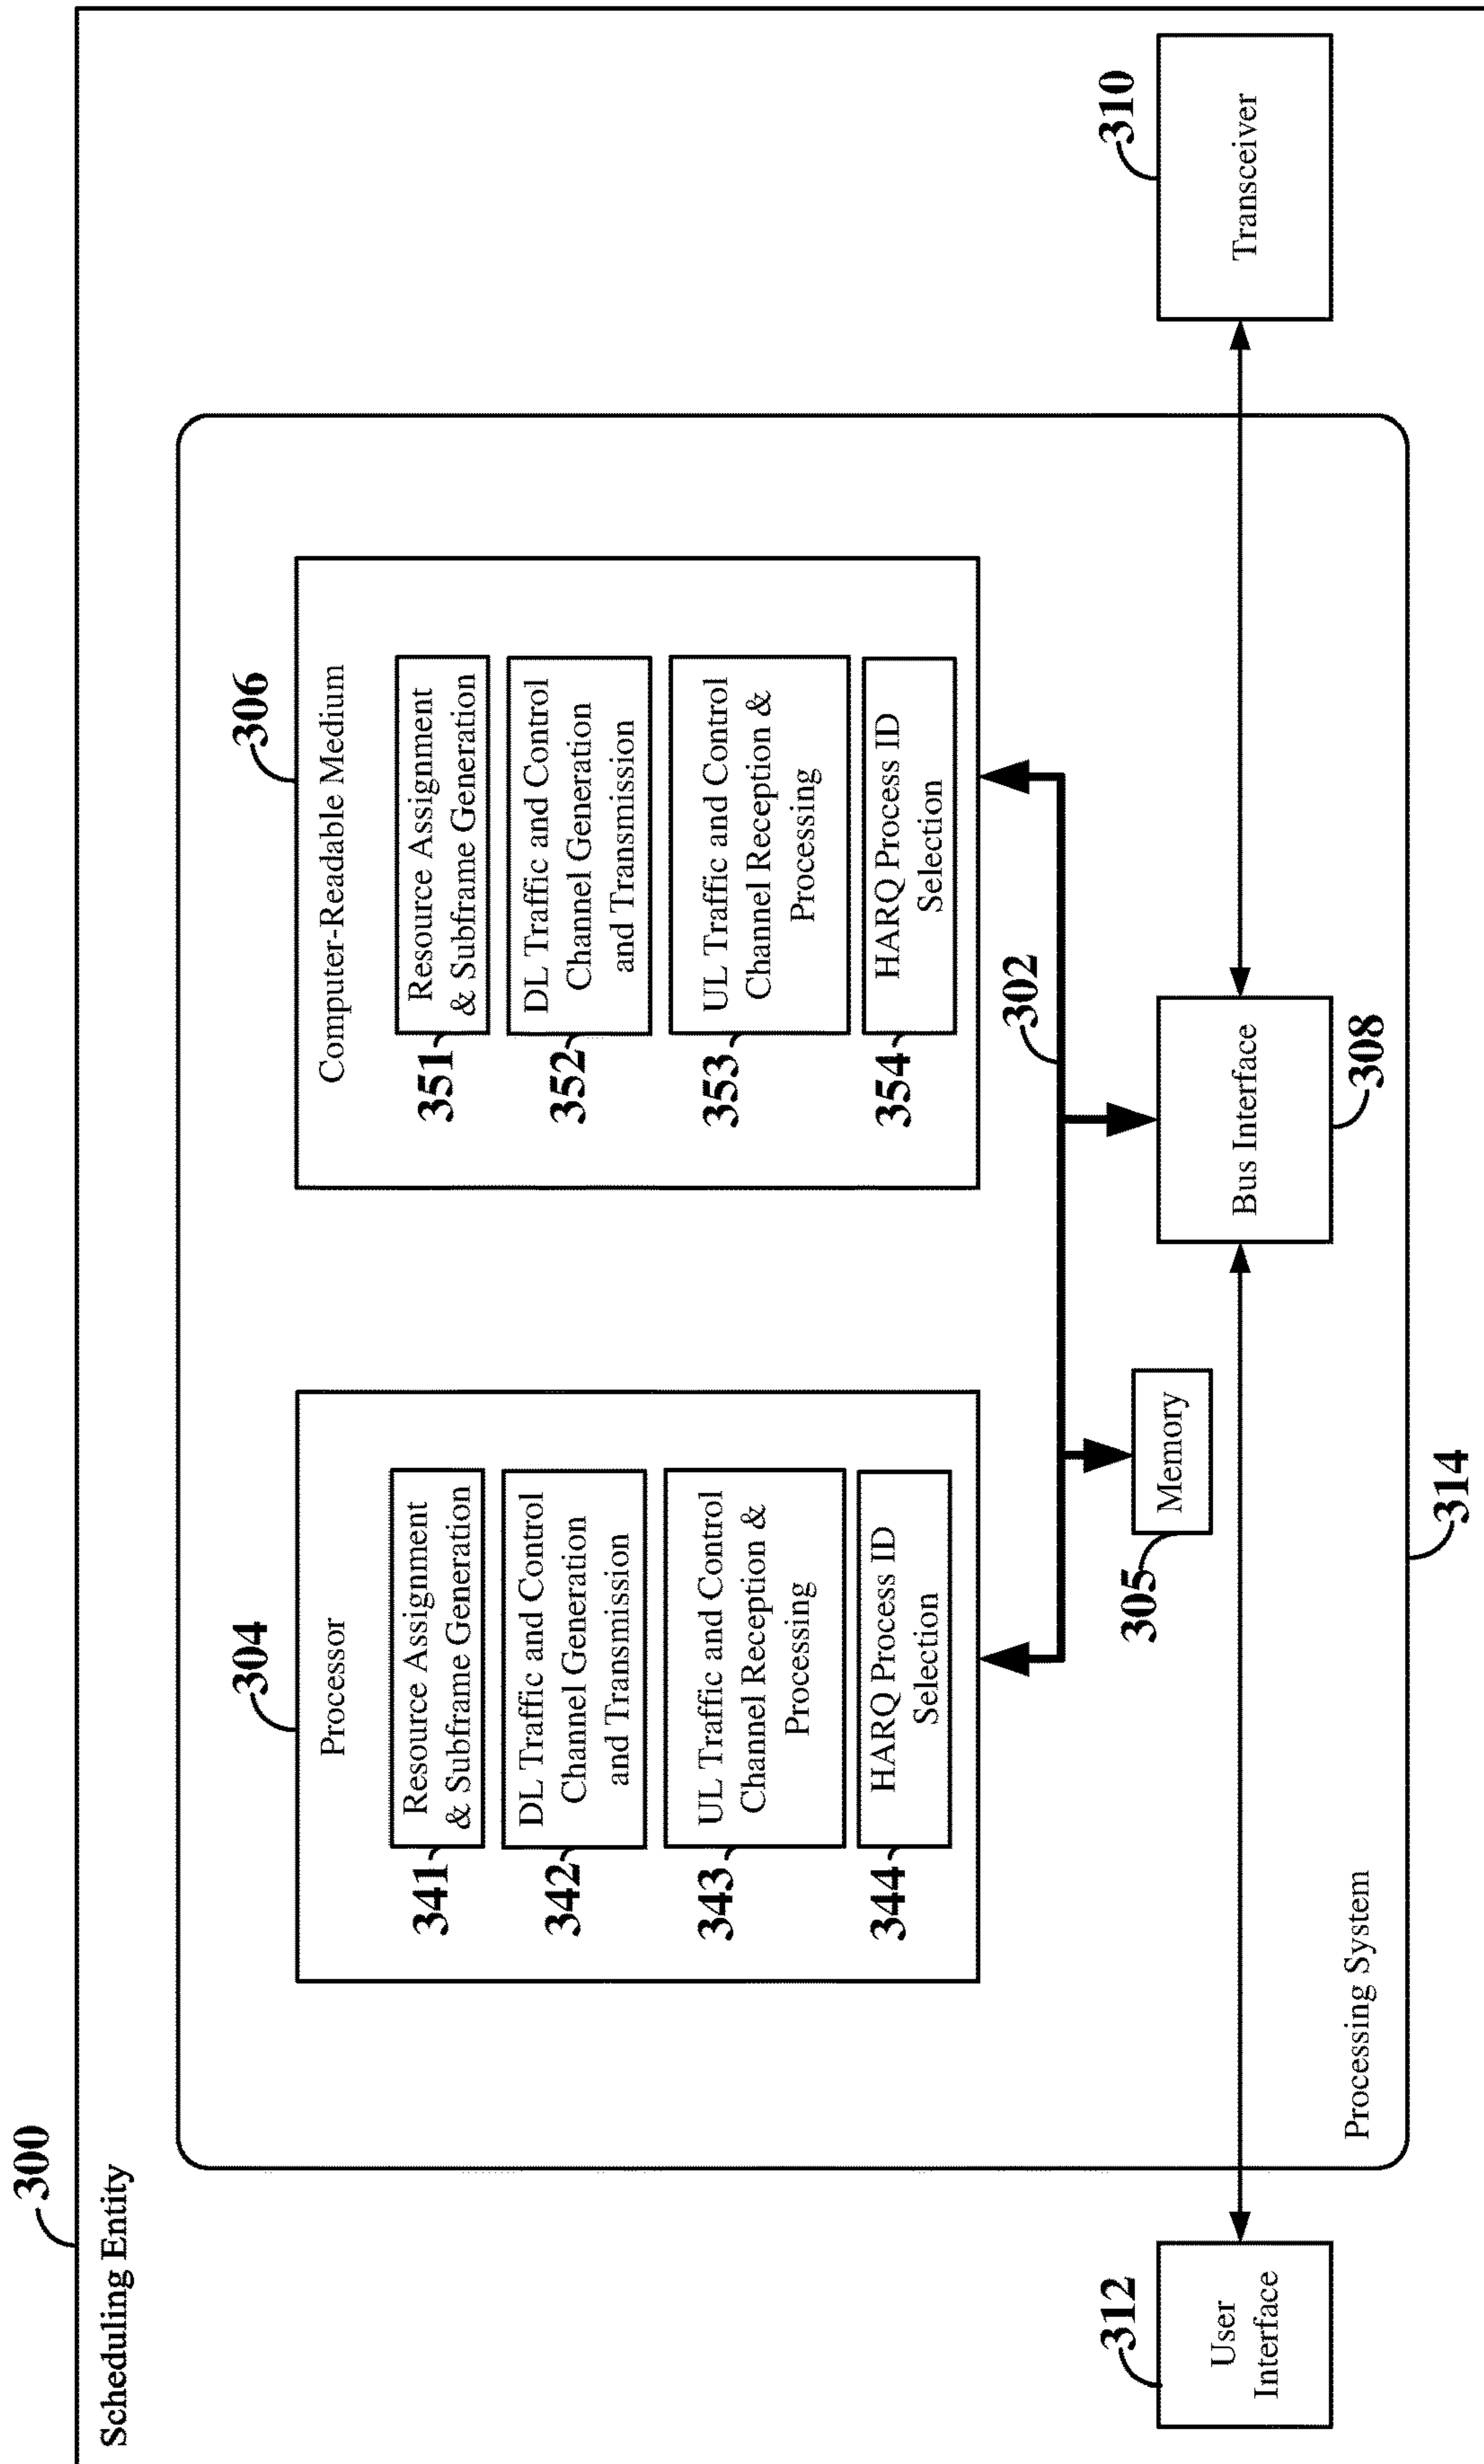 300
Scheduling Entity
304
Processor
341
Resource Assignment
& Subframe Generation
342
DL Traffic and Control
Channel Generation
and Transmission
343
UL Traffic and Control
Channel Reception &
Processing
344
HARQ Process ID
Selection
306
Computer-Readable Medium
351
Resource Assignment
& Subframe Generation
352
DL Traffic and Control
Channel Generation
and Transmission
353
UL Traffic and Control
Channel Reception &
Processing
354
HARQ Process ID
Selection
302
305
Memory
312
User
Interface
Bus Interface
308
310
Transceiver
Processing System
314